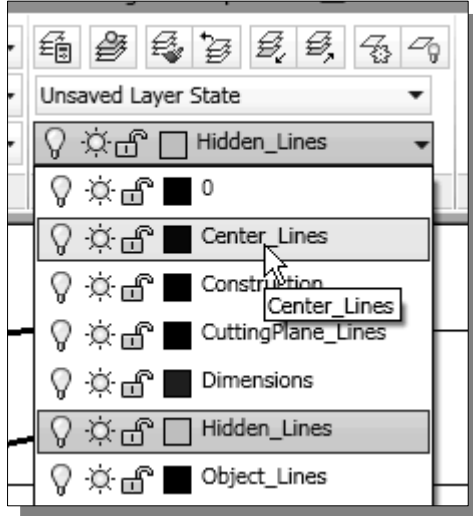 Unsaved Layer State
Hidden_Lines
0
Center_Lines
Construction
Center_Lines
CuttingPlane_Lines
Dimensions
Hidden_Lines
Object_Lines